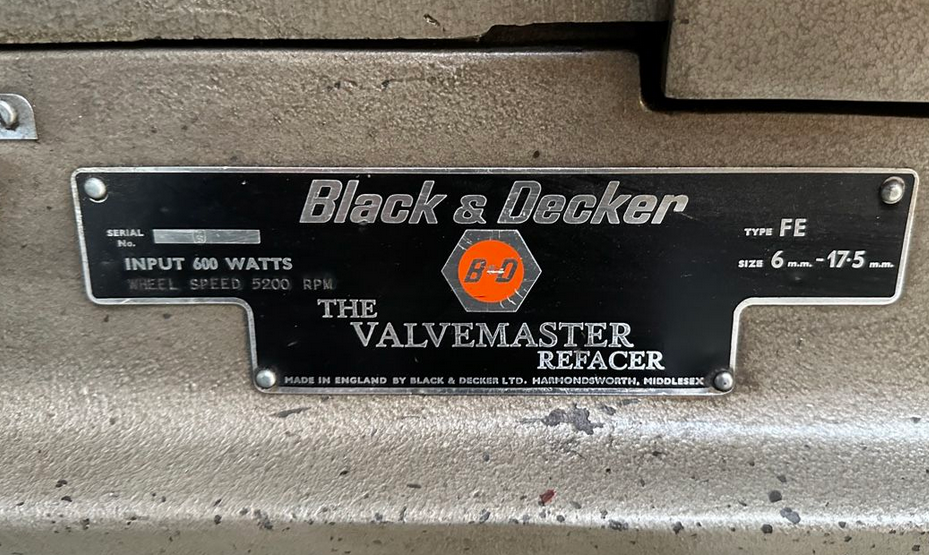 Black & Decker
SERIAL No.
TYPE FE
B D
INPUT 600 WATTS
SIZE 6 m.m. - 17·5 m.m.
WHEEL SPEED 5200 RPM
THE
VALVEMASTER
REFACER
MADE IN ENGLAND BY BLACK & DECKER LTD. HARMONDSWORTH, MIDDLESEX